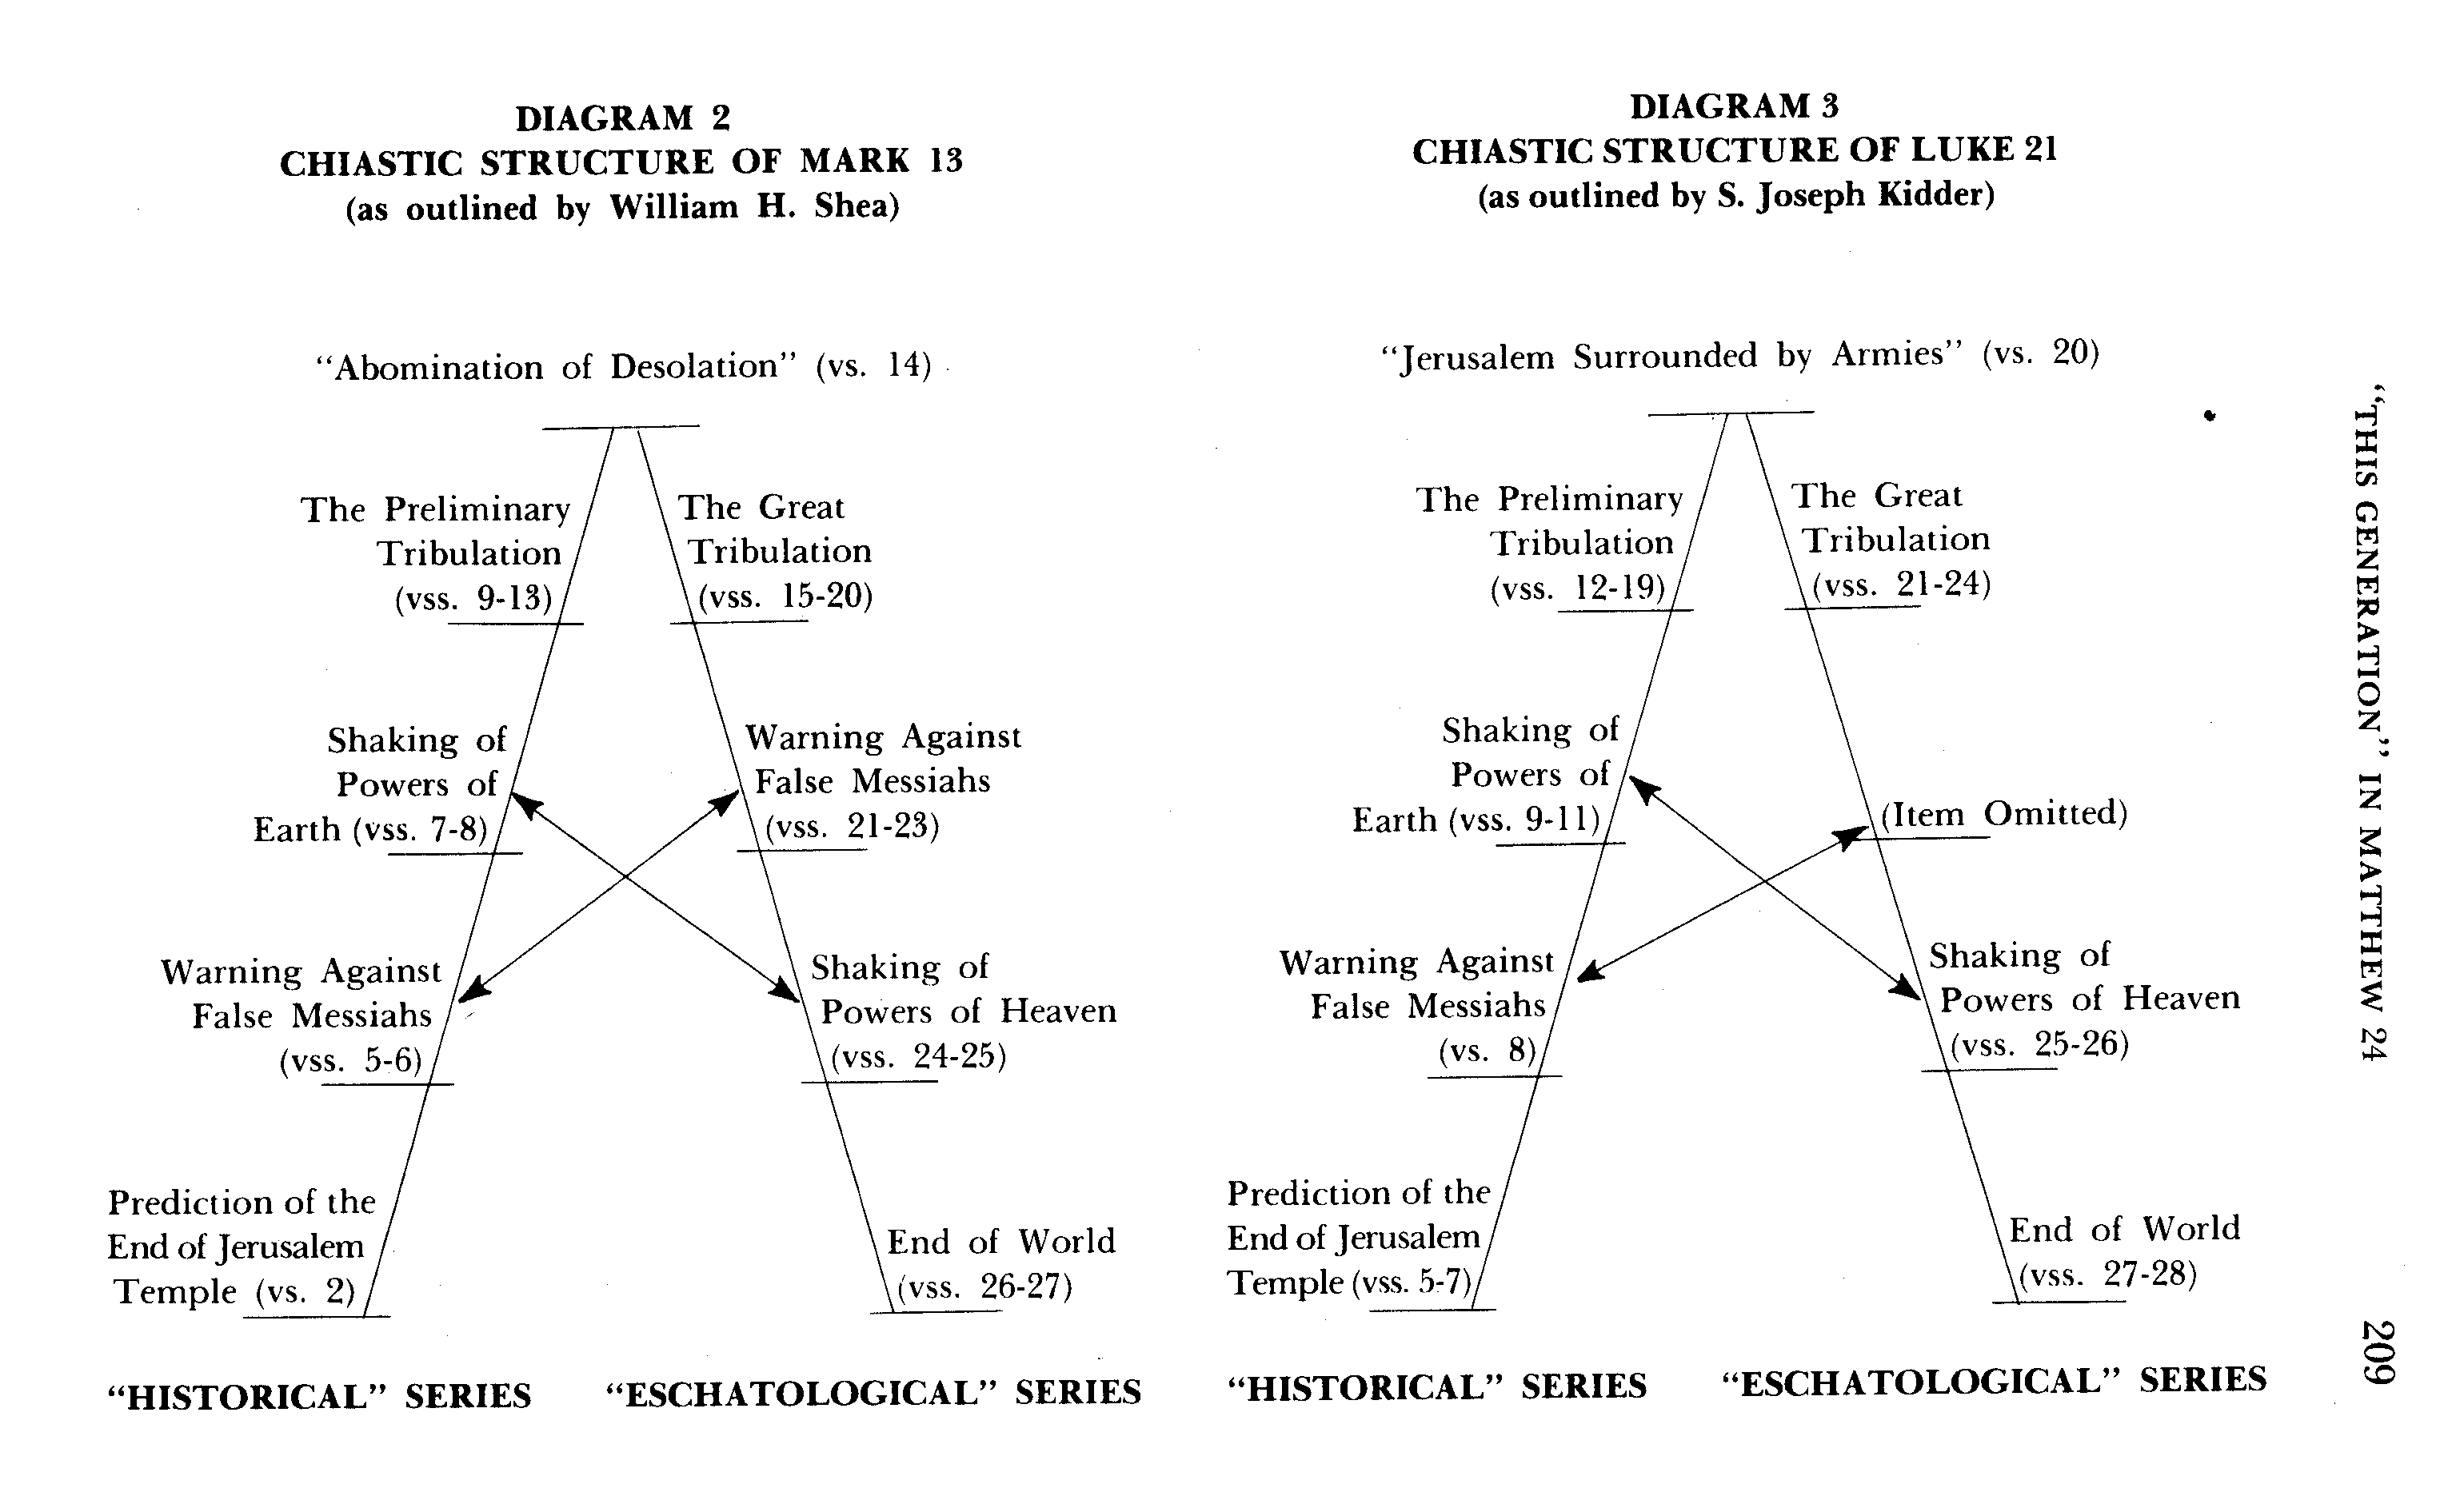 DIAGRAM 2
CHIASTIC STRUCTURE OF MARK 13
(as outlined by William H. Shea)
"Abomination of Desolation" (vs. 14)
The Preliminary
Tribulation
(vss. 9-13)
The Great
Tribulation
(vss. 15-20)
Shaking of
Powers of
Earth (vss. 7-8)
Warning Against
False Messiahs
(vss. 21-23)
Warning Against
False Messiahs
(vss. 5-6)
Shaking of
Powers of Heaven
(vss. 24-25)
Prediction of the
End of Jerusalem
Temple (vs. 2)
End of World
(vss. 26-27)
"HISTORICAL" SERIES
"ESCHATOLOGICAL" SERIES
DIAGRAM 3
CHIASTIC STRUCTURE OF LUKE 21
(as outlined by S. Joseph Kidder)
"Jerusalem Surrounded by Armies" (vs. 20)
The Preliminary
Tribulation
(vss. 12-19)
The Great
Tribulation
(vss. 21-24)
Shaking of
Powers of
Earth (vss. 9-11)
(Item Omitted)
Warning Against
False Messiahs
(vs. 8)
Shaking of
Powers of Heaven
(vss. 25-26)
Prediction of the
End of Jerusalem
Temple (vss. 5-7)
End of World
(vss. 27-28)
"HISTORICAL" SERIES
"ESCHATOLOGICAL" SERIES
"THIS GENERATION" IN MATTHEW 24
209